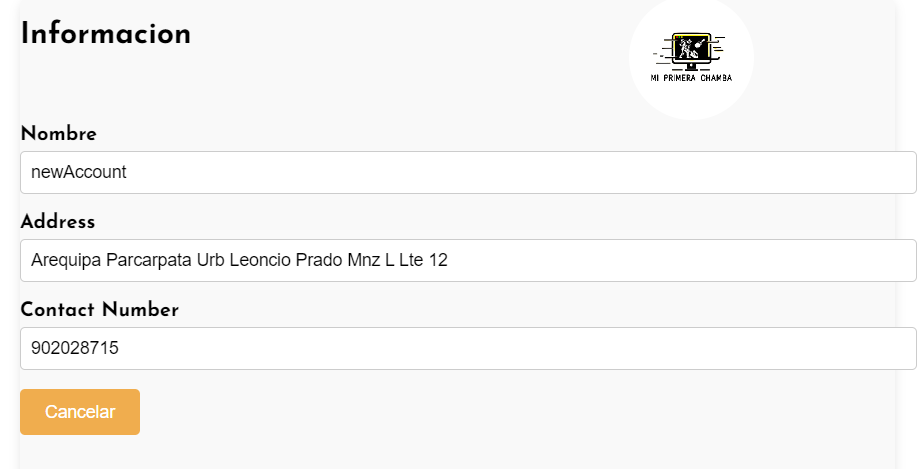 Informacion
MI PRIMERA CHAMBA
Nombre
newAccount
Address
Arequipa Parcarpata Urb Leoncio Prado Mnz L Lte 12
Contact Number
902028715
Cancelar